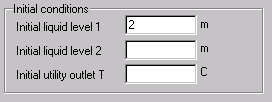 Initial conditions
Initial liquid level 1 2 m
Initial liquid level 2 m
Initial utility outlet T C